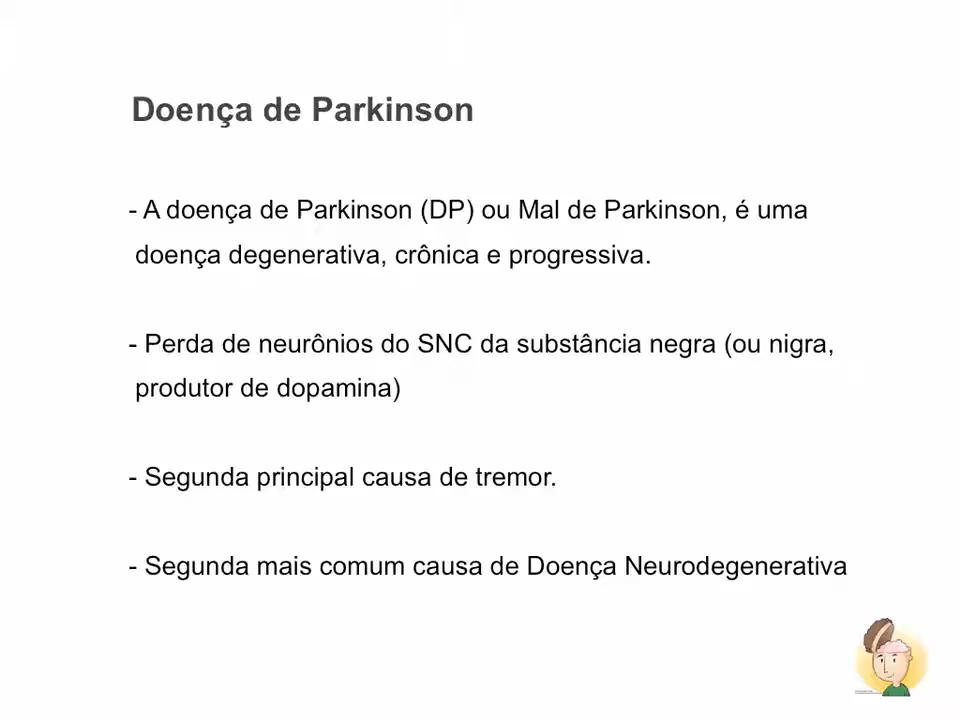 Doença de Parkinson
- A doença de Parkinson (DP) ou Mal de Parkinson, é uma
doença degenerativa, crônica e progressiva.
- Perda de neurônios do SNC da substância negra (ou nigra,
produtor de dopamina)
- Segunda principal causa de tremor.
- Segunda mais comum causa de Doença Neurodegenerativa